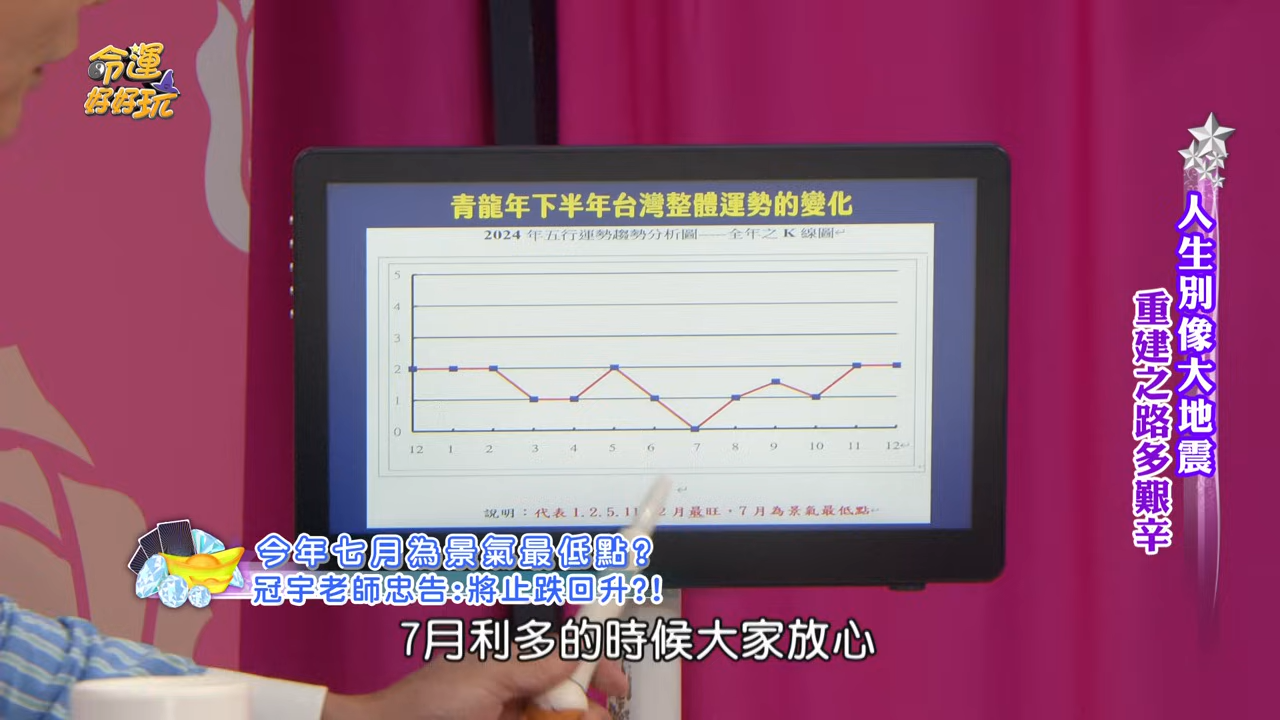 命運
好好玩
人生別像大地震
重建之路多艱辛
青龍年下半年台灣整體運勢的變化
2024 年五行運勢趨勢分析圖——全年之 K 線圖
5
4
3
2
1
0
12 1 2 3 4 5 6 7 8 9 10 11 12
說明：代表 1. 2. 5. 11 2 月最旺，7 月為景氣最低點
今年七月為景氣最低點?
冠宇老師忠告:將止跌回升?!
7月利多的時候大家放心